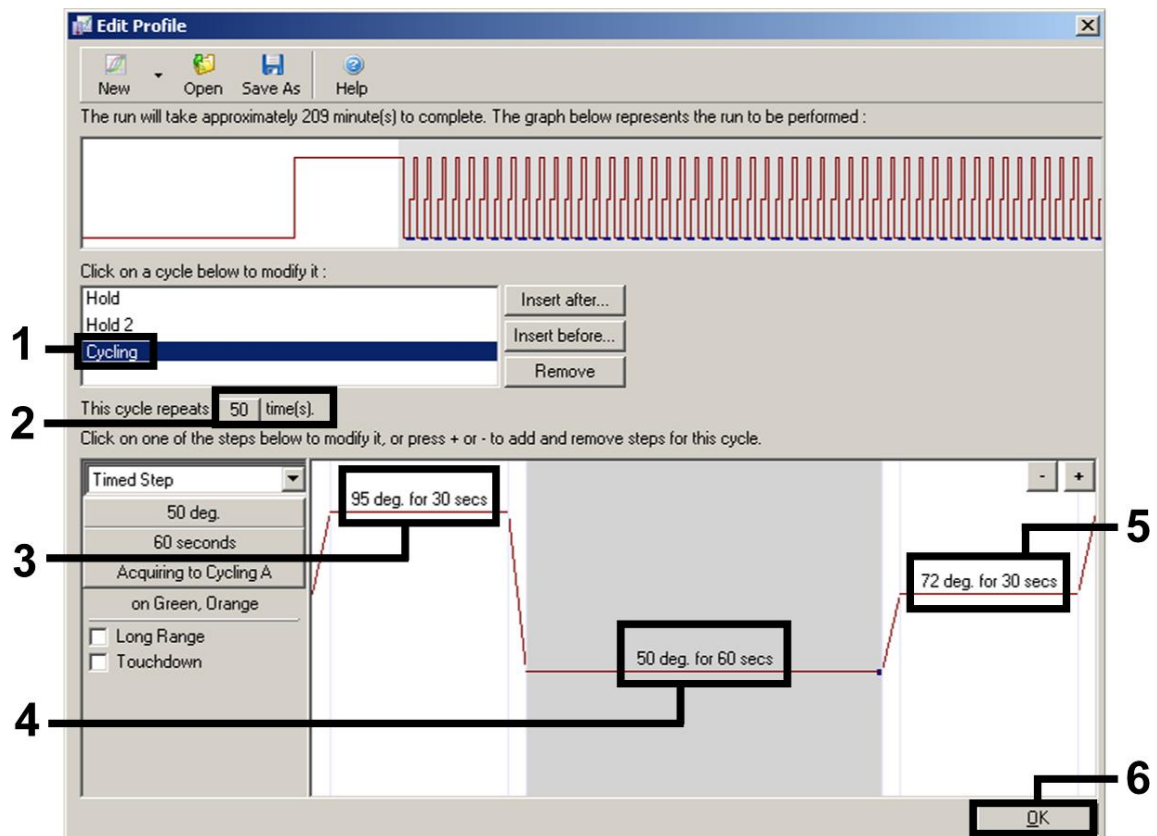 Edit Profile
New Open Save As Help
The run will take approximately 209 minute(s) to complete. The graph below represents the run to be performed :
Click on a cycle below to modify it :
Hold
Hold 2
Cycling
Insert after...
Insert before...
Remove
1
This cycle repeats 50 time(s).
2
Click on one of the steps below to modify it, or press + or - to add and remove steps for this cycle.
Timed Step
50 deg.
60 seconds
Acquiring to Cycling A
on Green, Orange
Long Range
Touchdown
95 deg. for 30 secs
3
50 deg. for 60 secs
4
- +
72 deg. for 30 secs
5
OK
6